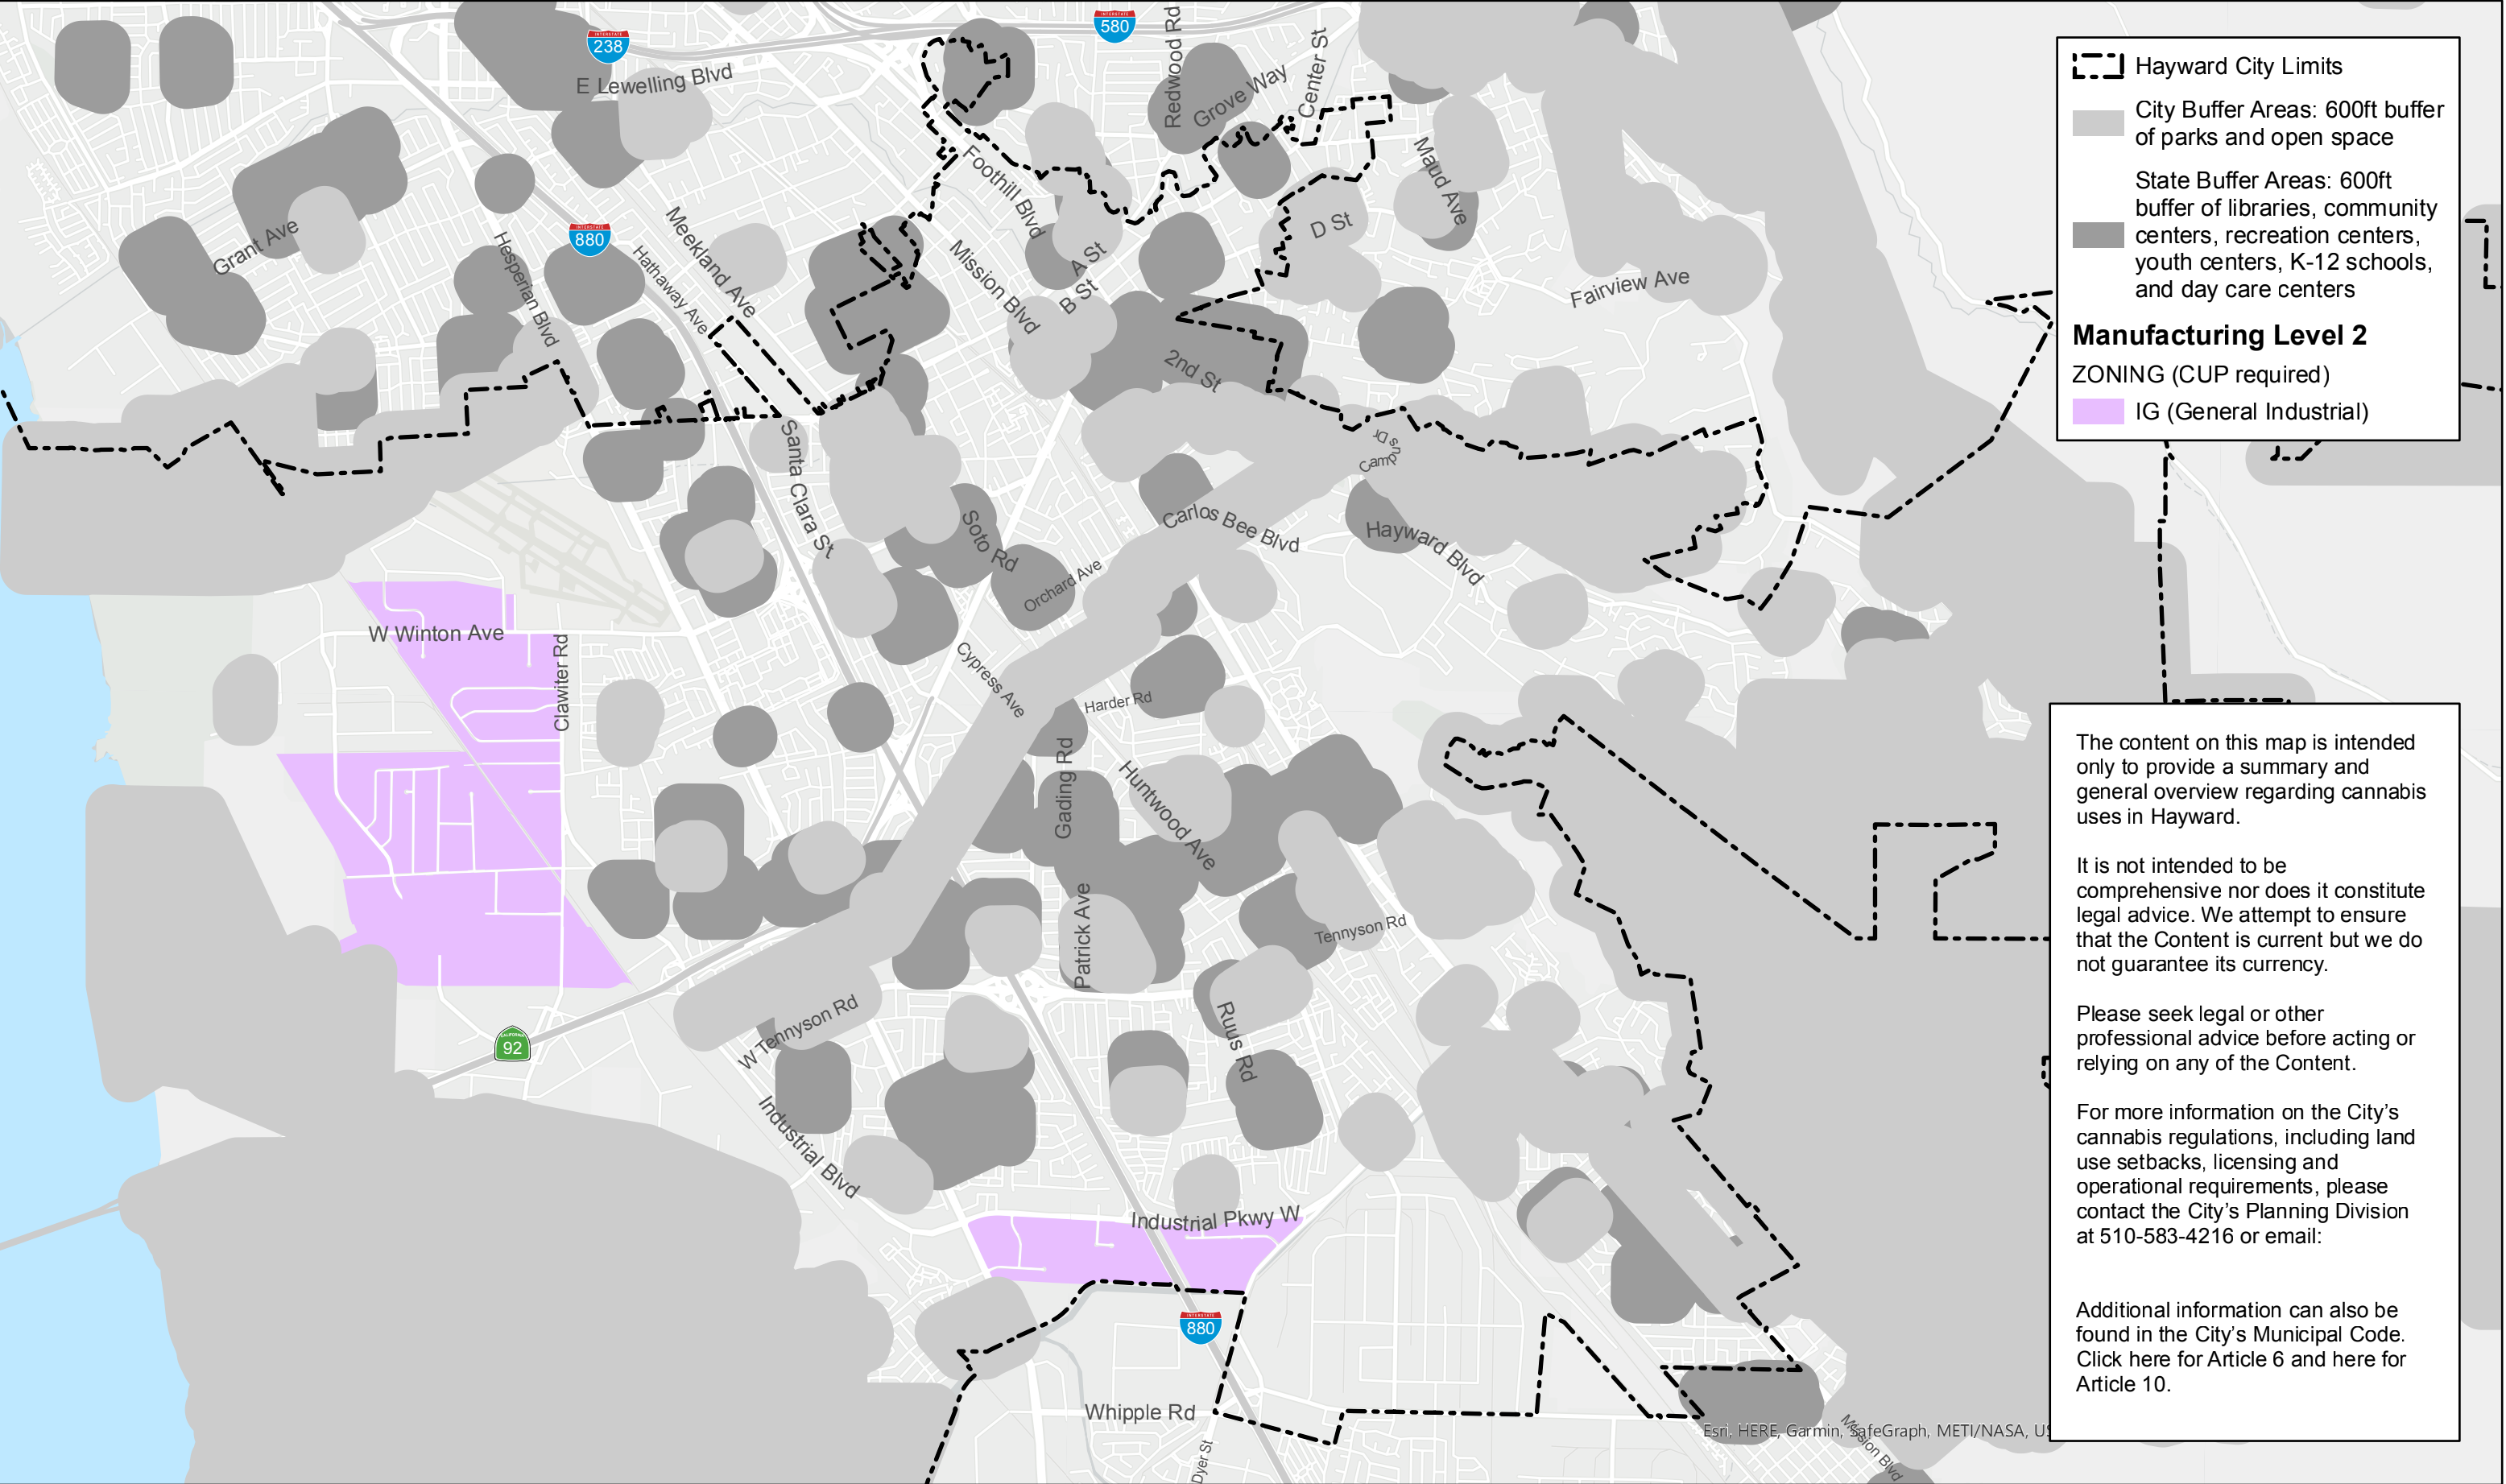 INTERSTATE
580
INTERSTATE
238
E Lewelling Blvd
Redwood Rd
Grove Way
Center St
Foothill Blvd
Maud Ave
Grant Ave
INTERSTATE
880
Hesperian Blvd
Hathaway Ave
Meekland Ave
Mission Blvd
A St
B St
D St
Fairview Ave
2nd St
Campus Dr
Santa Clara St
Soto Rd
Carlos Bee Blvd
Hayward Blvd
Orchard Ave
W Winton Ave
Clawiter Rd
Cypress Ave
Harder Rd
Gading Rd
Huntwood Ave
Patrick Ave
Tennyson Rd
W Tennyson Rd
Ruus Rd
CALIFORNIA
92
Industrial Blvd
Industrial Pkwy W
INTERSTATE
880
Whipple Rd
Dyer St
Mission Blvd
Esri, HERE, Garmin, SafeGraph, METI/NASA, US
Hayward City Limits
City Buffer Areas: 600ft buffer
of parks and open space
State Buffer Areas: 600ft
buffer of libraries, community
centers, recreation centers,
youth centers, K-12 schools,
and day care centers
Manufacturing Level 2
ZONING (CUP required)
IG (General Industrial)
The content on this map is intended
only to provide a summary and
general overview regarding cannabis
uses in Hayward.
It is not intended to be
comprehensive nor does it constitute
legal advice. We attempt to ensure
that the Content is current but we do
not guarantee its currency.
Please seek legal or other
professional advice before acting or
relying on any of the Content.
For more information on the City’s
cannabis regulations, including land
use setbacks, licensing and
operational requirements, please
contact the City’s Planning Division
at 510-583-4216 or email:
Additional information can also be
found in the City’s Municipal Code.
Click here for Article 6 and here for
Article 10.